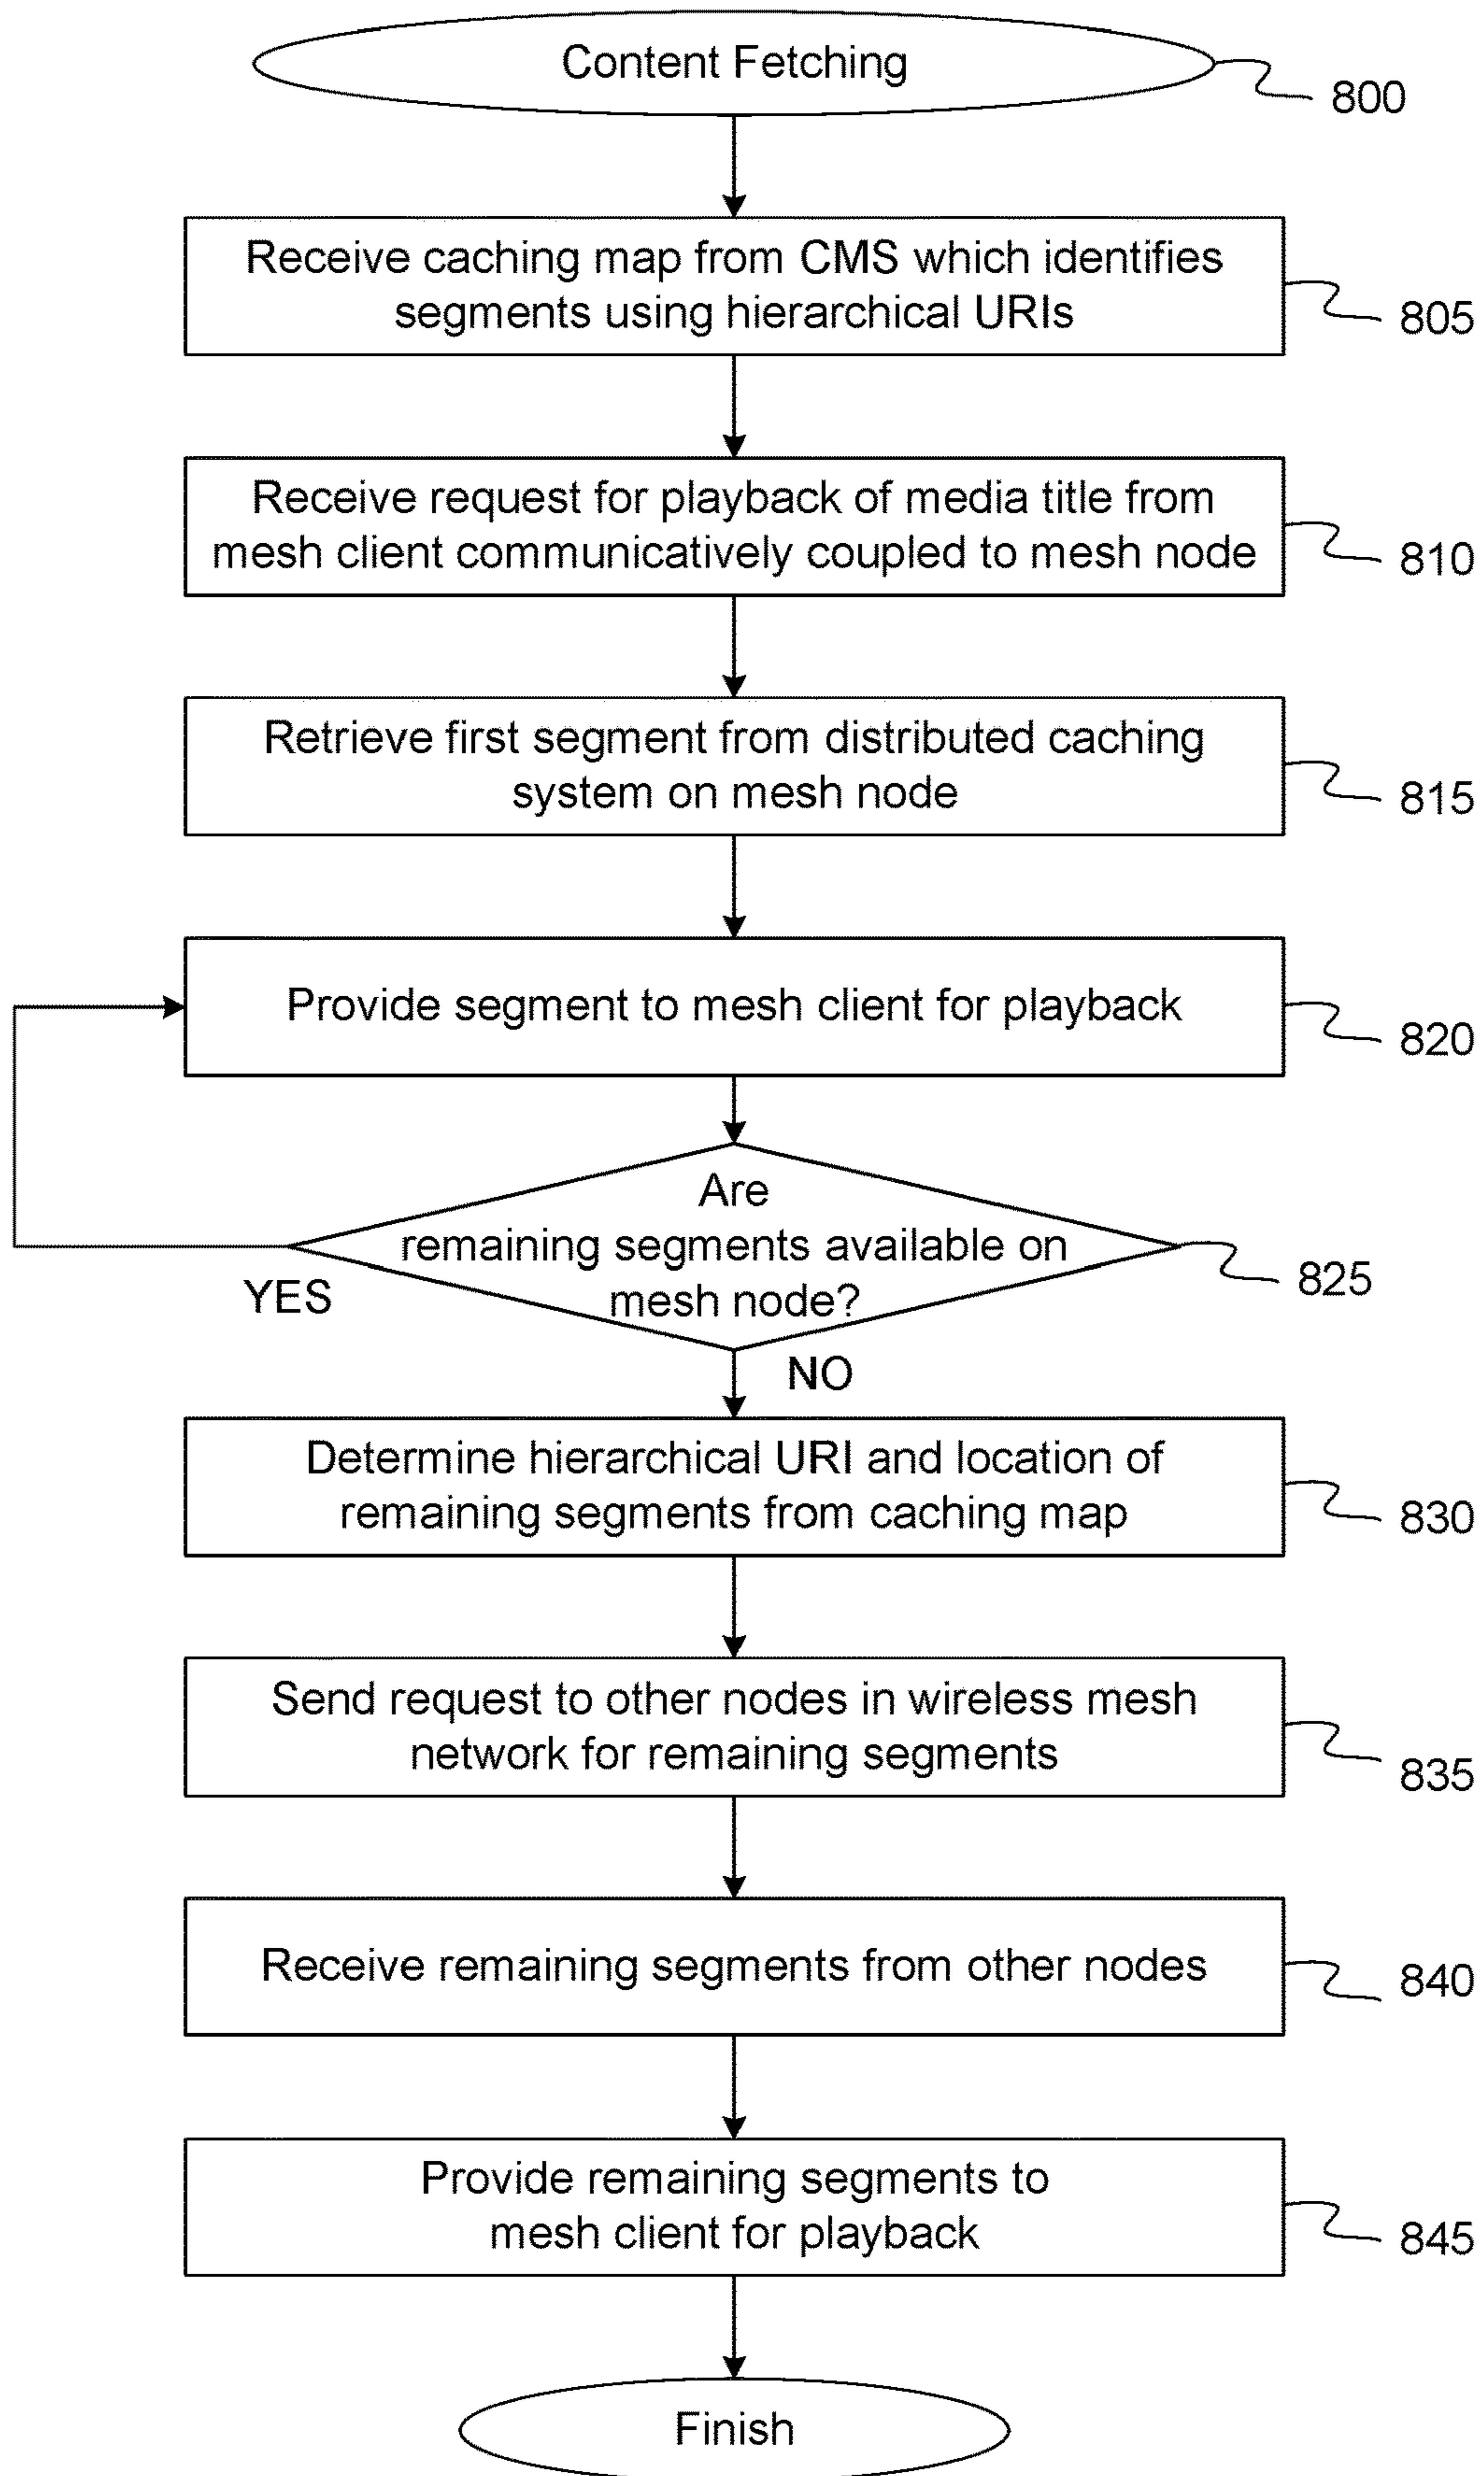 Content Fetching
800
Receive caching map from CMS which identifies
segments using hierarchical URIs
805
Receive request for playback of media title from
mesh client communicatively coupled to mesh node
810
Retrieve first segment from distributed caching
system on mesh node
815
Provide segment to mesh client for playback
820
Are
remaining segments available on
mesh node?
825
YES
NO
Determine hierarchical URI and location of
remaining segments from caching map
830
Send request to other nodes in wireless mesh
network for remaining segments
835
Receive remaining segments from other nodes
840
Provide remaining segments to
mesh client for playback
845
Finish